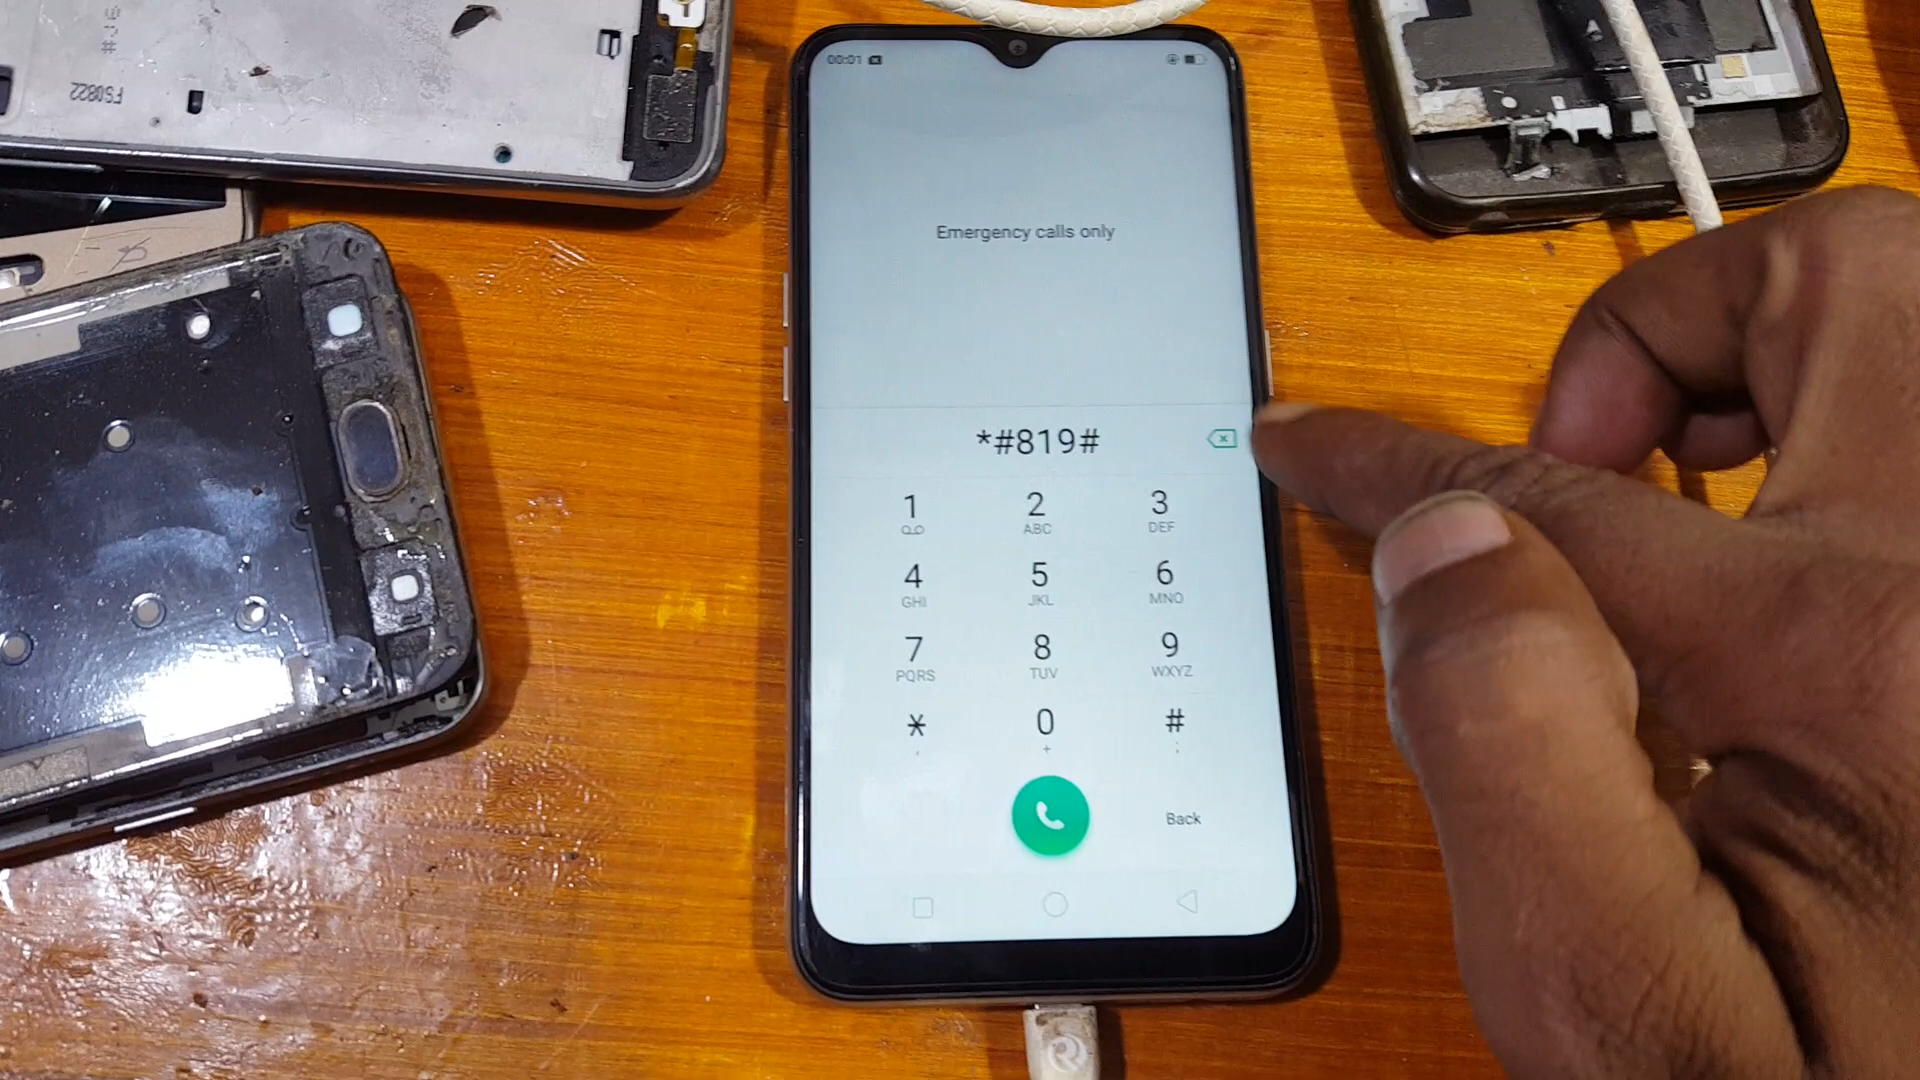 FS0822
00:01
Emergency calls only
*#819#
1
2
ABC
3
DEF
4
GHI
5
JKL
6
MNO
7
PQRS
8
TUV
9
WXYZ
*
,
0
+
#
;
Back